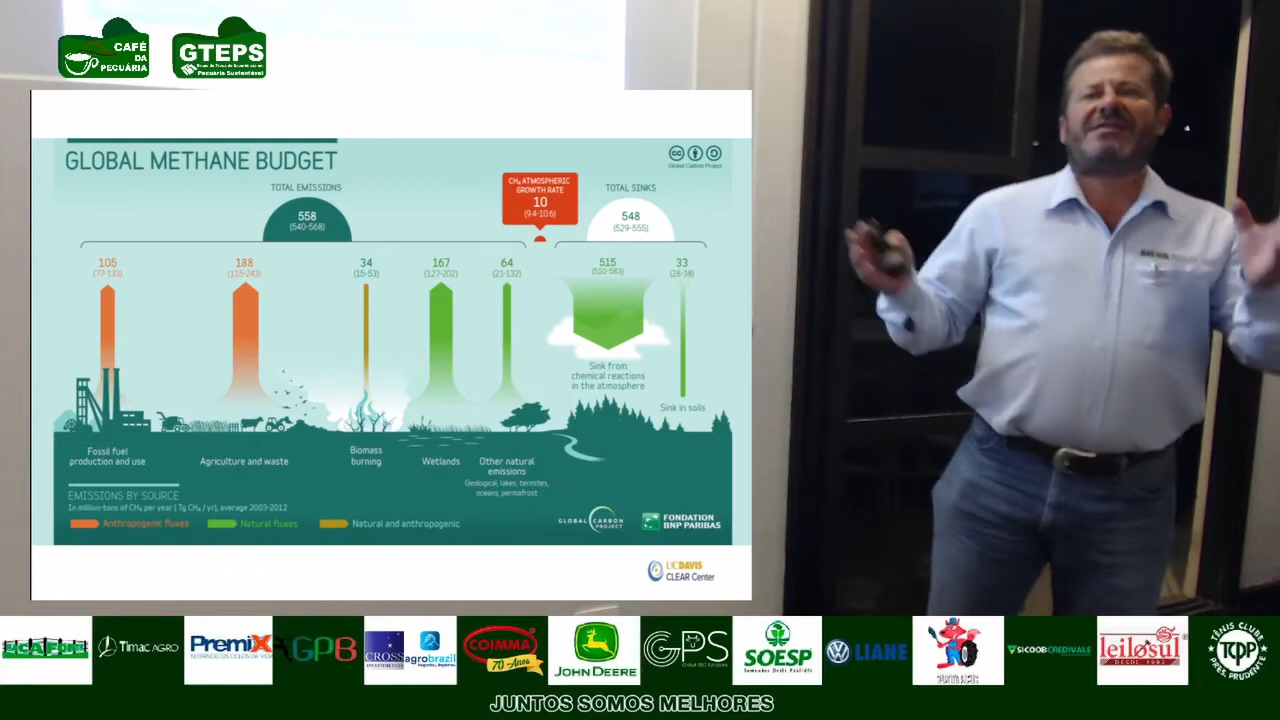 CAFÉ
DA
PECUÁRIA
GTEPS
Pecuária Sustentável
GLOBAL METHANE BUDGET
Global Carbon Project
TOTAL EMISSIONS
558
(540-568)
CH₄ ATMOSPHERIC
GROWTH RATE
10
(9.4-10.6)
TOTAL SINKS
548
(529-555)
105
(77-133)
188
(115-243)
34
(15-53)
167
(127-202)
64
(21-132)
515
(510-583)
33
(28-38)
Sink from
chemical reactions
in the atmosphere
Sink in soils
Fossil fuel
production and use
Agriculture and waste
Biomass
burning
Wetlands
Other natural
emissions
Geological, lakes, termites,
oceans, permafrost
EMISSIONS BY SOURCE
In million-tons of CH₄ per year (Tg CH₄ / yr), average 2003-2012
Anthropogenic fluxes
Natural fluxes
Natural and anthropogenic
GLOBAL CARBON
PROJECT
FONDATION
BNP PARIBAS
UCDAVIS
CLEAR Center
TIMAC AGRO
PREMIX
GPB
CROSS
INVESTIMENTOS
agrobrazil
COIMMA
70 Anos
JOHN DEERE
GPS
SOESP
LIANE
SICOOB CREDIVALE
leilosul
DESDE 1993
TÊNIS CLUBE
TCPP
PRES. PRUDENTE
JUNTOS SOMOS MELHORES